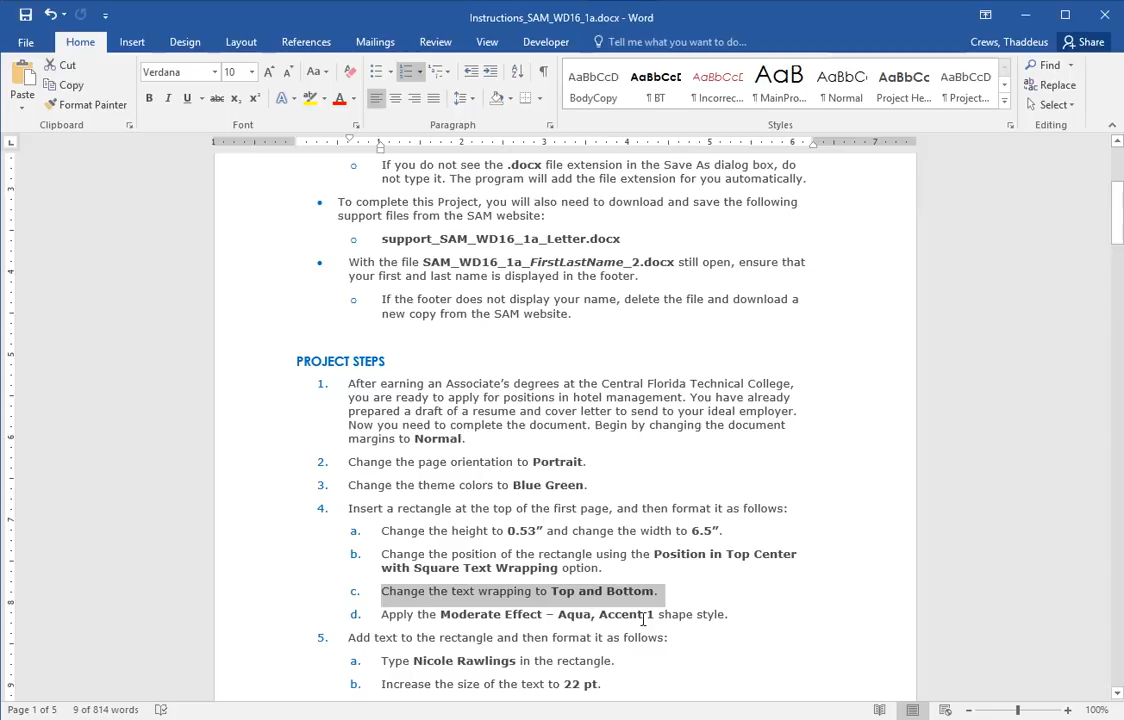 Instructions_SAM_WD16_1a.docx - Word
File Home Insert Design Layout References Mailings Review View Developer Tell me what you want to do... Crews, Thaddeus Share
Paste
Cut
Copy
Format Painter
Clipboard
Verdana 10
Font
Paragraph
AaBbCcD BodyCopy
AaBbCcD ¶ BT
AaBbCcD ¶ Incorrec...
AaB ¶ MainPro...
AaBbCc ¶ Normal
AaBbCc Project He...
AaBbCcD ¶ Project...
Styles
Find
Replace
Select
Editing
o If you do not see the .docx file extension in the Save As dialog box, do
not type it. The program will add the file extension for you automatically.
• To complete this Project, you will also need to download and save the following
support files from the SAM website:
o support_SAM_WD16_1a_Letter.docx
• With the file SAM_WD16_1a_FirstLastName_2.docx still open, ensure that
your first and last name is displayed in the footer.
o If the footer does not display your name, delete the file and download a
new copy from the SAM website.
PROJECT STEPS
1. After earning an Associate’s degrees at the Central Florida Technical College,
you are ready to apply for positions in hotel management. You have already
prepared a draft of a resume and cover letter to send to your ideal employer.
Now you need to complete the document. Begin by changing the document
margins to Normal.
2. Change the page orientation to Portrait.
3. Change the theme colors to Blue Green.
4. Insert a rectangle at the top of the first page, and then format it as follows:
a. Change the height to 0.53” and change the width to 6.5”.
b. Change the position of the rectangle using the Position in Top Center
with Square Text Wrapping option.
c. Change the text wrapping to Top and Bottom.
d. Apply the Moderate Effect – Aqua, Accent 1 shape style.
5. Add text to the rectangle and then format it as follows:
a. Type Nicole Rawlings in the rectangle.
b. Increase the size of the text to 22 pt.
Page 1 of 5 9 of 814 words 100%